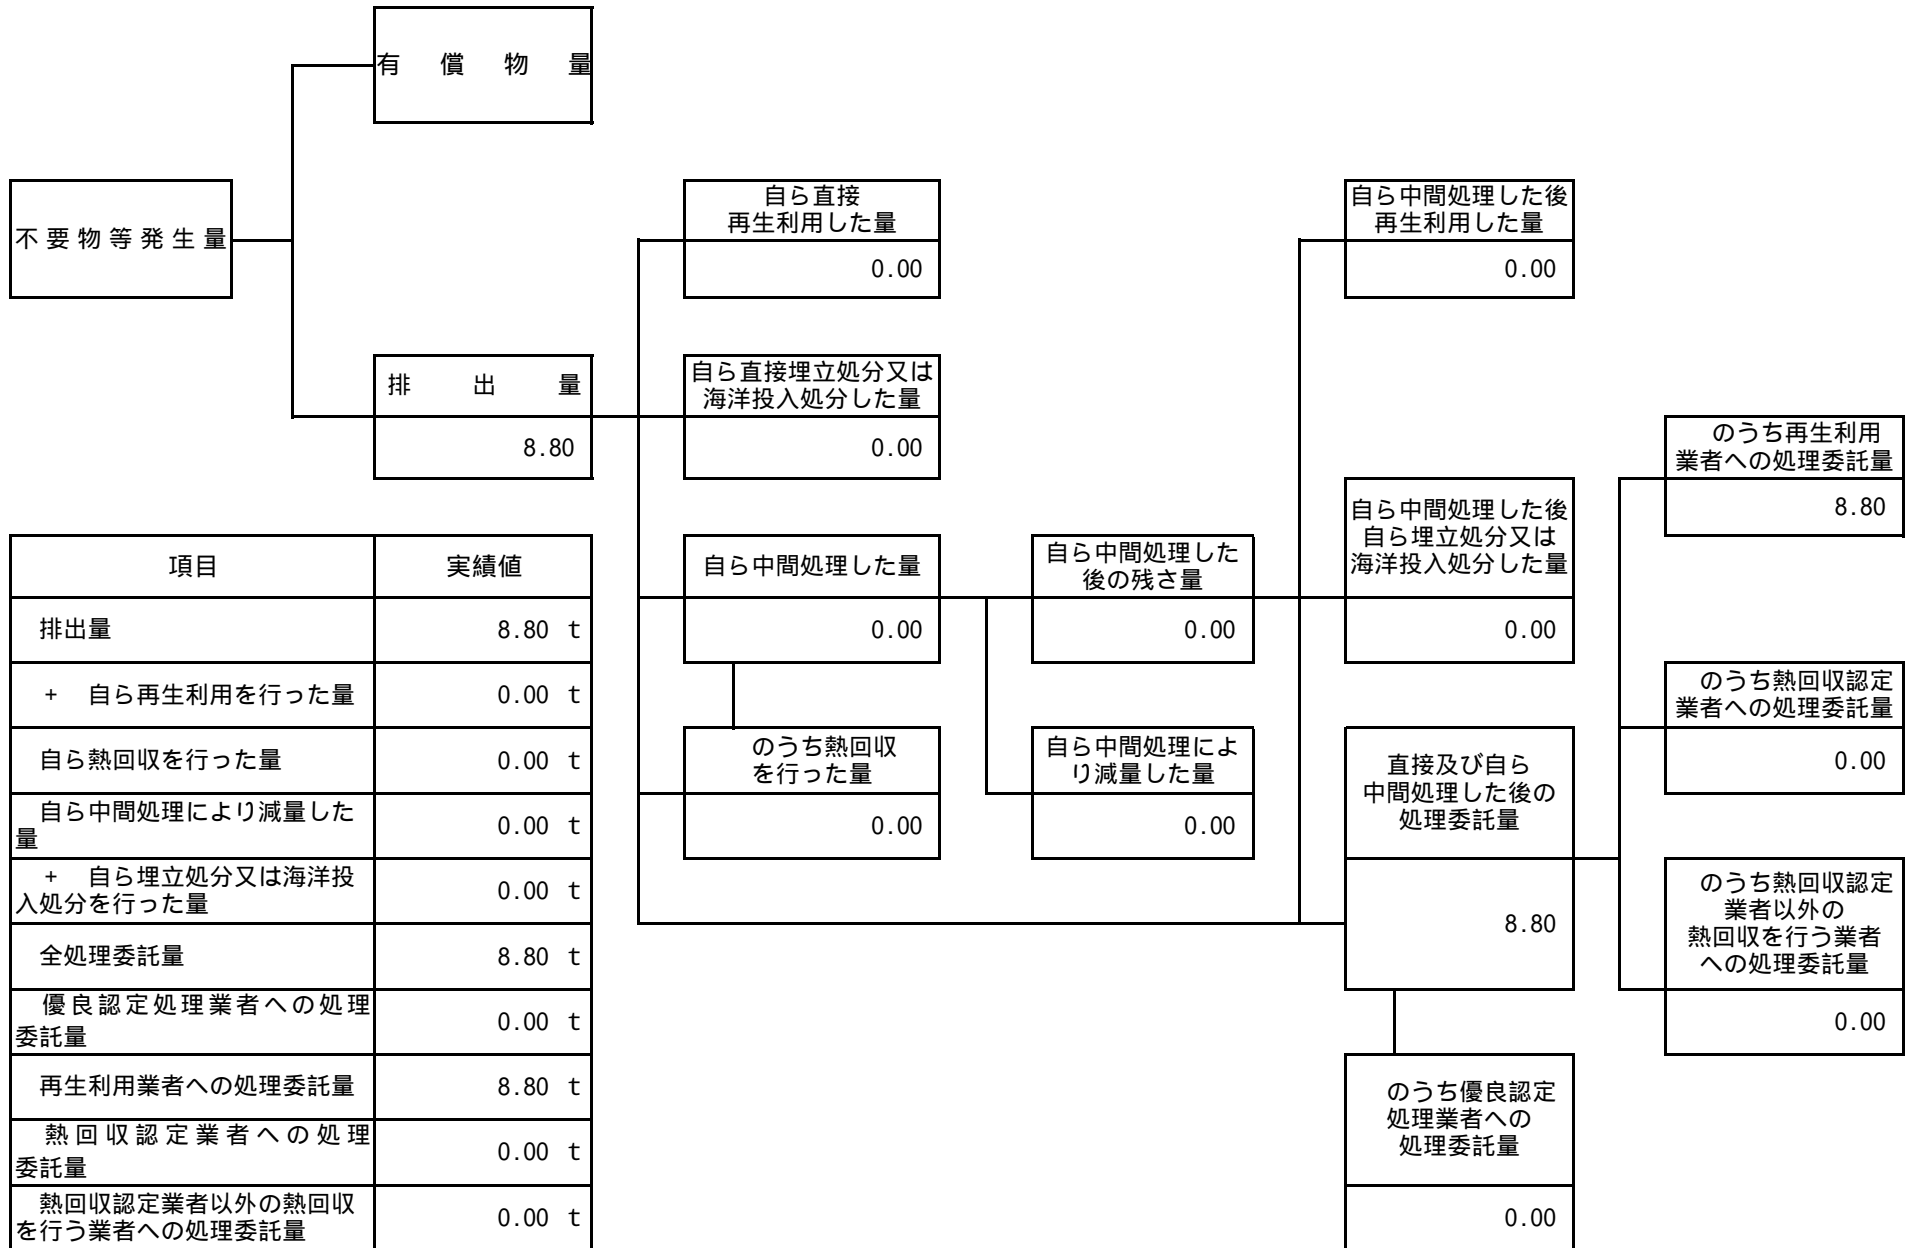 有償物量
不要物等発生量
自ら直接
再生利用した量
0.00
自ら中間処理した後
再生利用した量
0.00
排出量
8.80
自ら直接埋立処分又は
海洋投入処分した量
0.00
のうち再生利用
業者への処理委託量
8.80
自ら中間処理した量
0.00
自ら中間処理した
後の残さ量
0.00
自ら中間処理した後
自ら埋立処分又は
海洋投入処分した量
0.00
のうち熱回収認定
業者への処理委託量
0.00
のうち熱回収
を行った量
0.00
自ら中間処理によ
り減量した量
0.00
直接及び自ら
中間処理した後の
処理委託量
8.80
のうち熱回収認定
業者以外の
熱回収を行う業者
への処理委託量
0.00
のうち優良認定
処理業者への
処理委託量
0.00
項目 実績値
排出量 8.80 t
+ 自ら再生利用を行った量 0.00 t
自ら熱回収を行った量 0.00 t
自ら中間処理により減量した
量 0.00 t
+ 自ら埋立処分又は海洋投
入処分を行った量 0.00 t
全処理委託量 8.80 t
優良認定処理業者への処理
委託量 0.00 t
再生利用業者への処理委託量 8.80 t
熱回収認定業者への処理
委託量 0.00 t
熱回収認定業者以外の熱回収
を行う業者への処理委託量 0.00 t